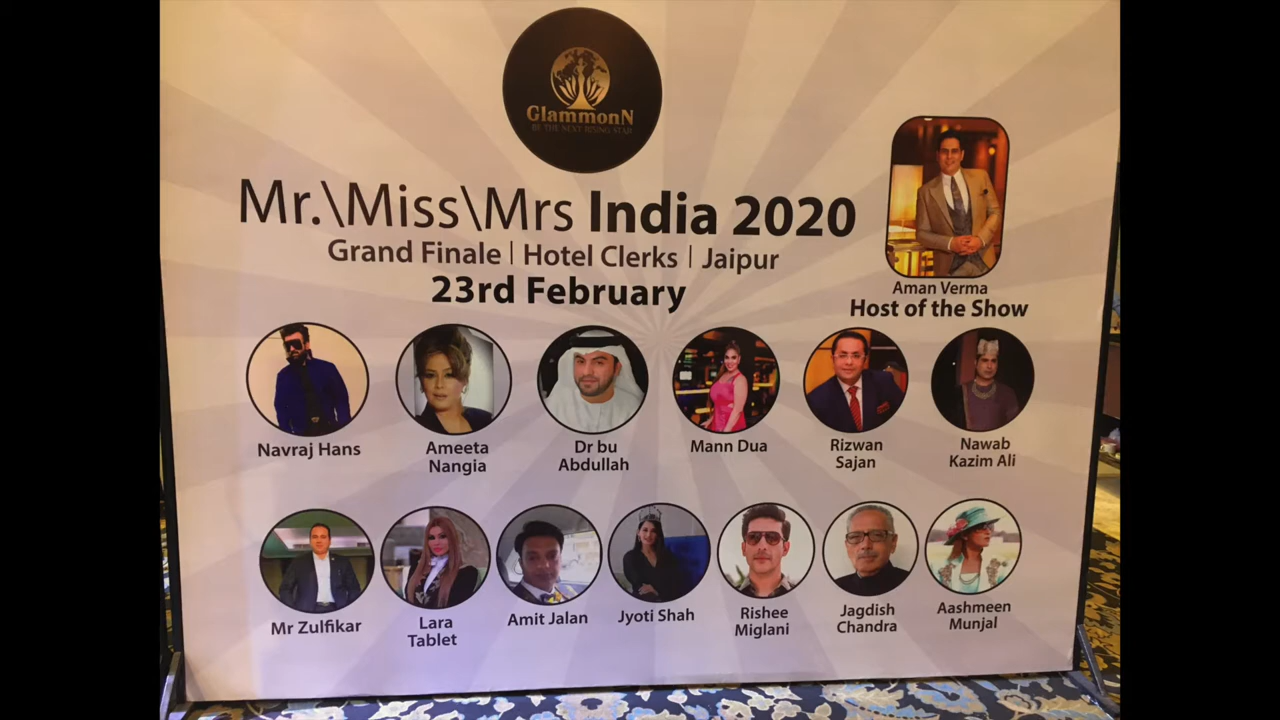 GlammonN
BE THE NEXT RISING STAR
Mr.\Miss\Mrs India 2020
Grand Finale | Hotel Clerks | Jaipur
23rd February
Aman Verma
Host of the Show
Navraj Hans
Ameeta
Nangia
Dr bu
Abdullah
Mann Dua
Rizwan
Sajan
Nawab
Kazim Ali
Mr Zulfikar
Lara
Tablet
Amit Jalan
Jyoti Shah
Rishee
Miglani
Jagdish
Chandra
Aashmeen
Munjal